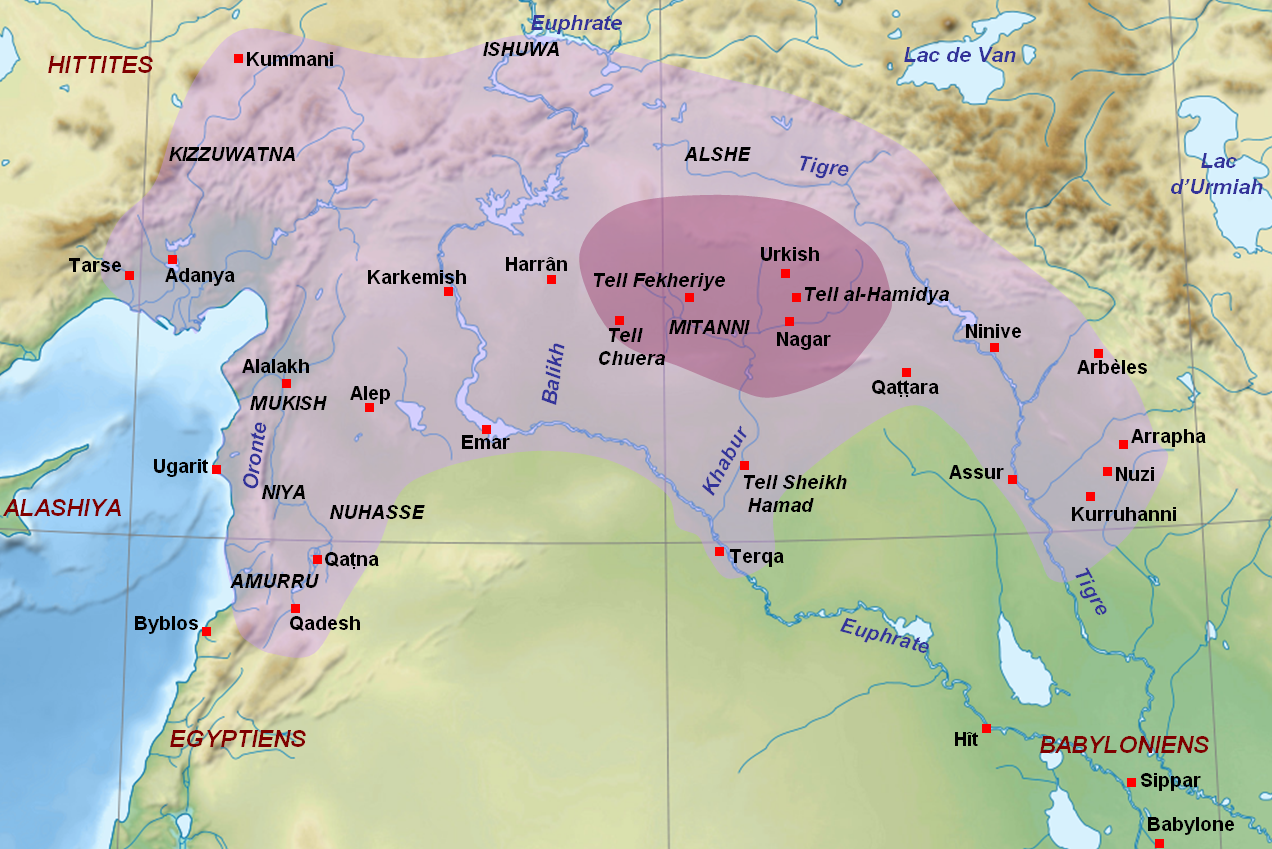 Euphrate
ISHUWA
Lac de Van
HITTITES
Kummani
KIZZUWATNA
ALSHE
Tigre
Lac
d'Urmiah
Tarse
Adanya
Karkemish
Harrân
Urkish
Tell Fekheriye
Tell al-Hamidya
MITANNI
Tell
Chuera
Nagar
Ninive
Arbèles
Alalakh
MUKISH
Alep
Balikh
Qaṭṭara
Emar
Oronte
Ugarit
Khabur
Arrapha
Assur
Nuzi
Tell Sheikh
Hamad
Kurruhanni
NIYA
ALASHIYA
NUHASSE
Qaṭna
Terqa
AMURRU
Tigre
Byblos
Qadesh
Euphrate
EGYPTIENS
Hît
BABYLONIENS
Sippar
Babylone